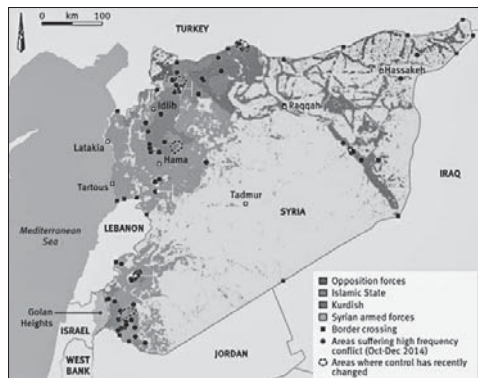 0 km 100
TURKEY
Hassakeh
Idlib
Raqqah
Latakia
Hama
Tartous
Tadmur
IRAQ
Mediterranean
Sea
LEBANON
SYRIA
Golan
Heights
ISRAEL
WEST
BANK
JORDAN
Opposition forces
Islamic State
Kurdish
Syrian armed forces
Border crossing
Areas suffering high frequency
conflict (Oct-Dec 2014)
Areas where control has recently
changed